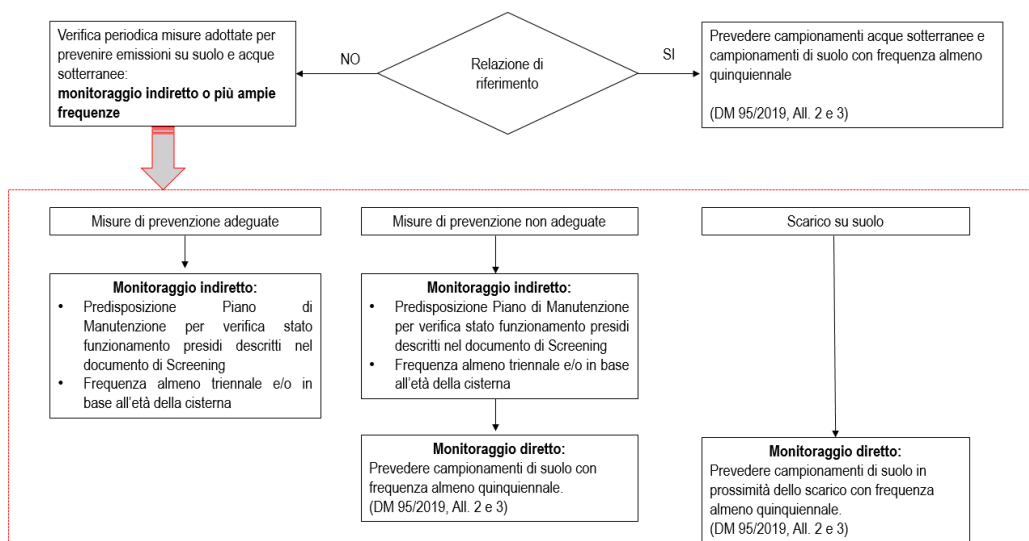 Verifica periodica misure adottate per
prevenire emissioni su suolo e acque
sotterranee:
monitoraggio indiretto o più ampie
frequenze
NO
Relazione di
riferimento
SI
Prevedere campionamenti acque sotterranee e
campionamenti di suolo con frequenza almeno
quinquiennale
(DM 95/2019, All. 2 e 3)
Misure di prevenzione adeguate
Monitoraggio indiretto:
• Predisposizione Piano di
Manutenzione per verifica stato
funzionamento presidi descritti nel
documento di Screening
• Frequenza almeno triennale e/o in
base all'età della cisterna
Misure di prevenzione non adeguate
Monitoraggio indiretto:
• Predisposizione Piano di Manutenzione
per verifica stato funzionamento presidi
descritti nel documento di Screening
• Frequenza almeno triennale e/o in base
all'età della cisterna
Monitoraggio diretto:
Prevedere campionamenti di suolo con
frequenza almeno quinquiennale.
(DM 95/2019, All. 2 e 3)
Scarico su suolo
Monitoraggio diretto:
Prevedere campionamenti di suolo in
prossimità dello scarico con frequenza
almeno quinquiennale.
(DM 95/2019, All. 2 e 3)